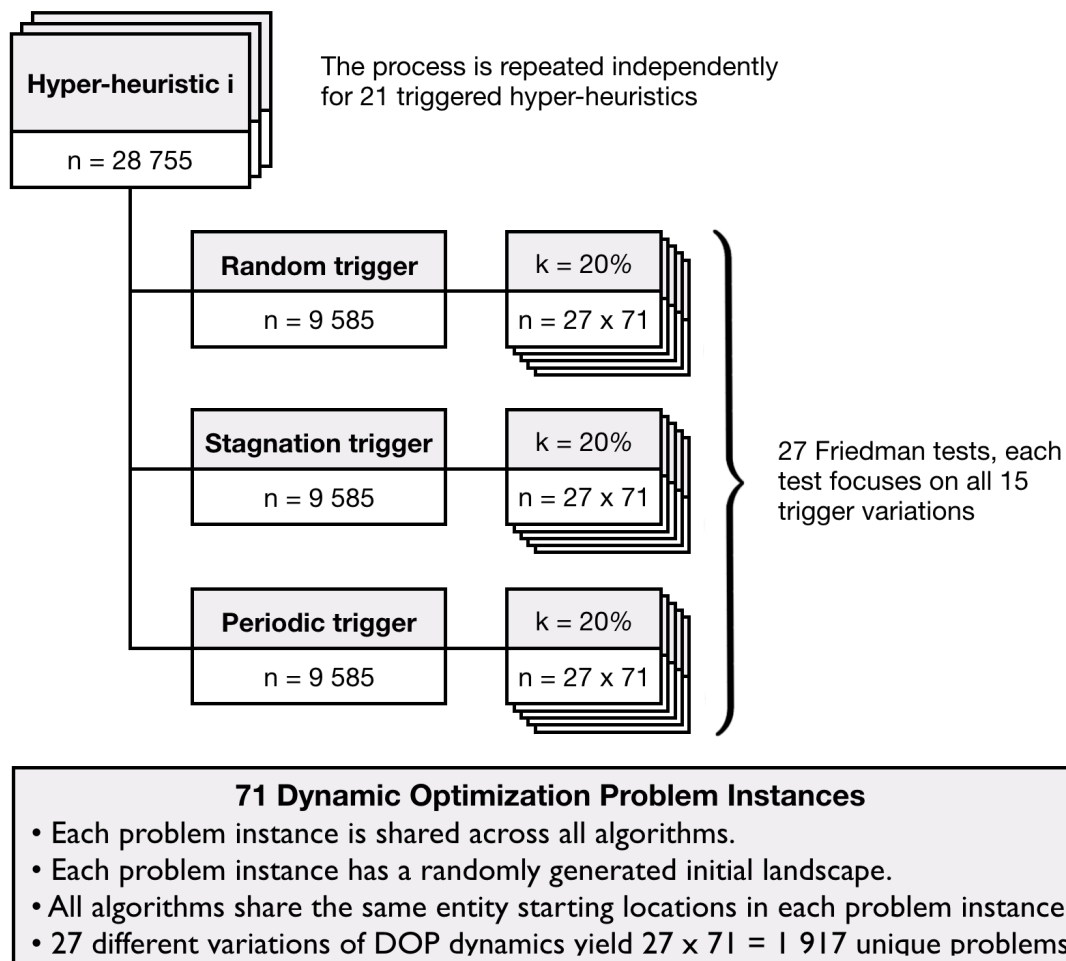 Hyper-heuristic i
n = 28 755
The process is repeated independently
for 21 triggered hyper-heuristics
Random trigger
n = 9 585
k = 20%
n = 27 x 71
Stagnation trigger
n = 9 585
k = 20%
n = 27 x 71
Periodic trigger
n = 9 585
k = 20%
n = 27 x 71
27 Friedman tests, each
test focuses on all 15
trigger variations
71 Dynamic Optimization Problem Instances
• Each problem instance is shared across all algorithms.
• Each problem instance has a randomly generated initial landscape.
• All algorithms share the same entity starting locations in each problem instance
• 27 different variations of DOP dynamics yield 27 x 71 = 1 917 unique problems